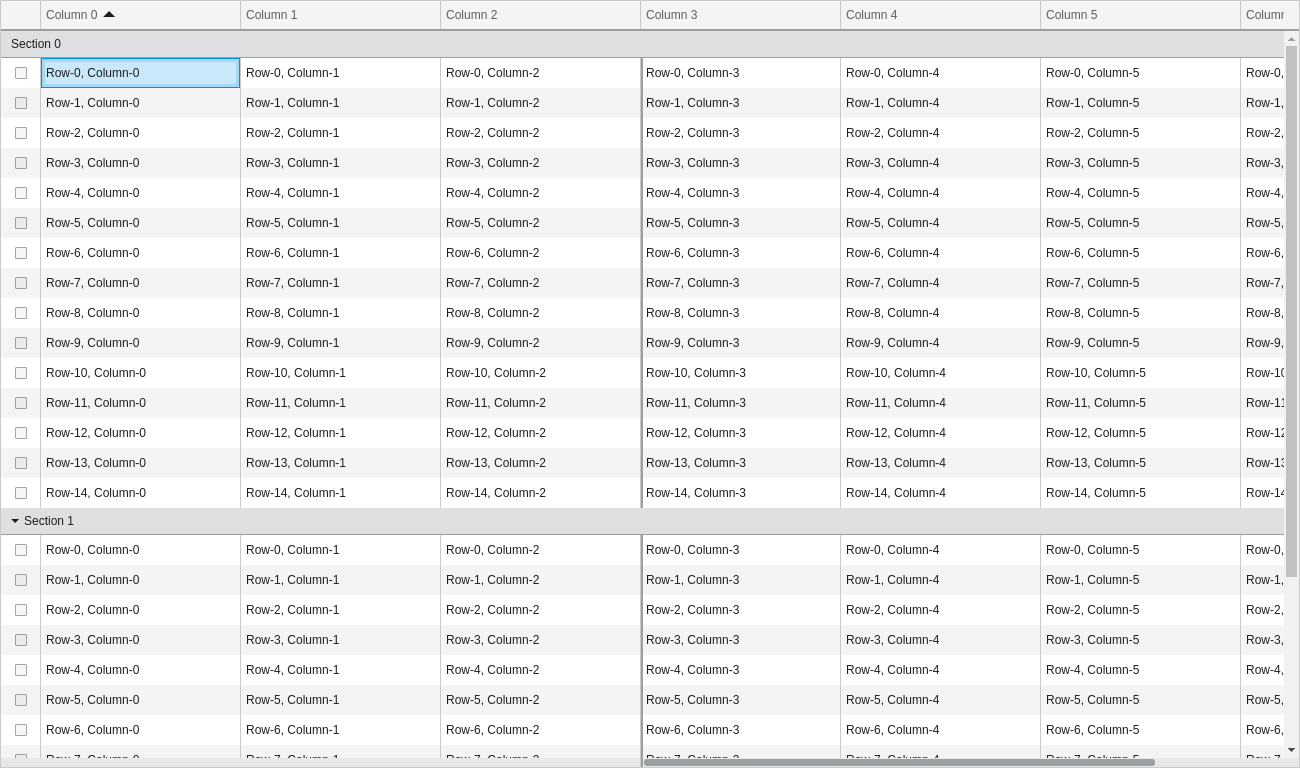 Column 0 Column 1 Column 2 Column 3 Column 4 Column 5 Column
Section 0
Row-0, Column-0 Row-0, Column-1 Row-0, Column-2 Row-0, Column-3 Row-0, Column-4 Row-0, Column-5 Row-0,
Row-1, Column-0 Row-1, Column-1 Row-1, Column-2 Row-1, Column-3 Row-1, Column-4 Row-1, Column-5 Row-1,
Row-2, Column-0 Row-2, Column-1 Row-2, Column-2 Row-2, Column-3 Row-2, Column-4 Row-2, Column-5 Row-2,
Row-3, Column-0 Row-3, Column-1 Row-3, Column-2 Row-3, Column-3 Row-3, Column-4 Row-3, Column-5 Row-3,
Row-4, Column-0 Row-4, Column-1 Row-4, Column-2 Row-4, Column-3 Row-4, Column-4 Row-4, Column-5 Row-4,
Row-5, Column-0 Row-5, Column-1 Row-5, Column-2 Row-5, Column-3 Row-5, Column-4 Row-5, Column-5 Row-5,
Row-6, Column-0 Row-6, Column-1 Row-6, Column-2 Row-6, Column-3 Row-6, Column-4 Row-6, Column-5 Row-6,
Row-7, Column-0 Row-7, Column-1 Row-7, Column-2 Row-7, Column-3 Row-7, Column-4 Row-7, Column-5 Row-7,
Row-8, Column-0 Row-8, Column-1 Row-8, Column-2 Row-8, Column-3 Row-8, Column-4 Row-8, Column-5 Row-8,
Row-9, Column-0 Row-9, Column-1 Row-9, Column-2 Row-9, Column-3 Row-9, Column-4 Row-9, Column-5 Row-9,
Row-10, Column-0 Row-10, Column-1 Row-10, Column-2 Row-10, Column-3 Row-10, Column-4 Row-10, Column-5 Row-10
Row-11, Column-0 Row-11, Column-1 Row-11, Column-2 Row-11, Column-3 Row-11, Column-4 Row-11, Column-5 Row-11
Row-12, Column-0 Row-12, Column-1 Row-12, Column-2 Row-12, Column-3 Row-12, Column-4 Row-12, Column-5 Row-12
Row-13, Column-0 Row-13, Column-1 Row-13, Column-2 Row-13, Column-3 Row-13, Column-4 Row-13, Column-5 Row-13
Row-14, Column-0 Row-14, Column-1 Row-14, Column-2 Row-14, Column-3 Row-14, Column-4 Row-14, Column-5 Row-14
Section 1
Row-0, Column-0 Row-0, Column-1 Row-0, Column-2 Row-0, Column-3 Row-0, Column-4 Row-0, Column-5 Row-0,
Row-1, Column-0 Row-1, Column-1 Row-1, Column-2 Row-1, Column-3 Row-1, Column-4 Row-1, Column-5 Row-1,
Row-2, Column-0 Row-2, Column-1 Row-2, Column-2 Row-2, Column-3 Row-2, Column-4 Row-2, Column-5 Row-2,
Row-3, Column-0 Row-3, Column-1 Row-3, Column-2 Row-3, Column-3 Row-3, Column-4 Row-3, Column-5 Row-3,
Row-4, Column-0 Row-4, Column-1 Row-4, Column-2 Row-4, Column-3 Row-4, Column-4 Row-4, Column-5 Row-4,
Row-5, Column-0 Row-5, Column-1 Row-5, Column-2 Row-5, Column-3 Row-5, Column-4 Row-5, Column-5 Row-5,
Row-6, Column-0 Row-6, Column-1 Row-6, Column-2 Row-6, Column-3 Row-6, Column-4 Row-6, Column-5 Row-6,